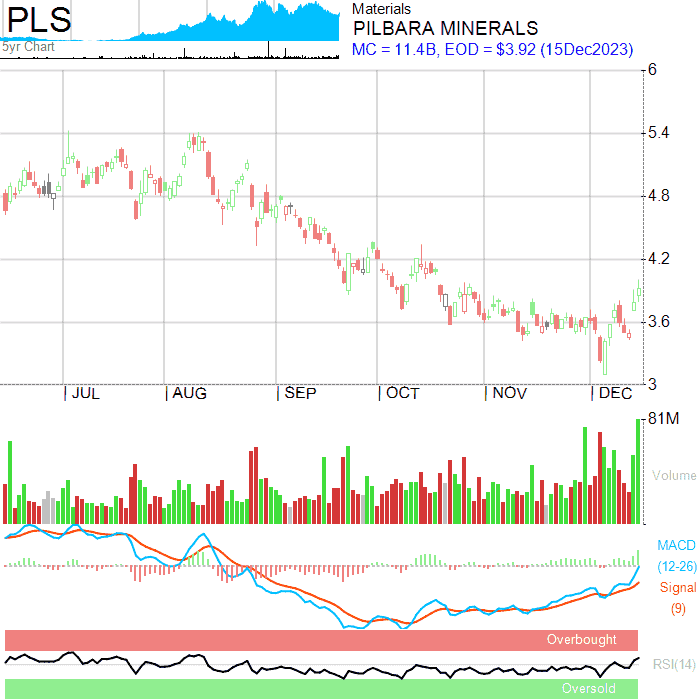 PLS
5yr Chart
Materials
PILBARA MINERALS
MC = 11.4B, EOD = $3.92 (15Dec2023)
6
5.4
4.8
4.2
3.6
3
JUL AUG SEP OCT NOV DEC
81M
Volume
MACD
(12-26)
Signal
(9)
Overbought
RSI(14)
Oversold